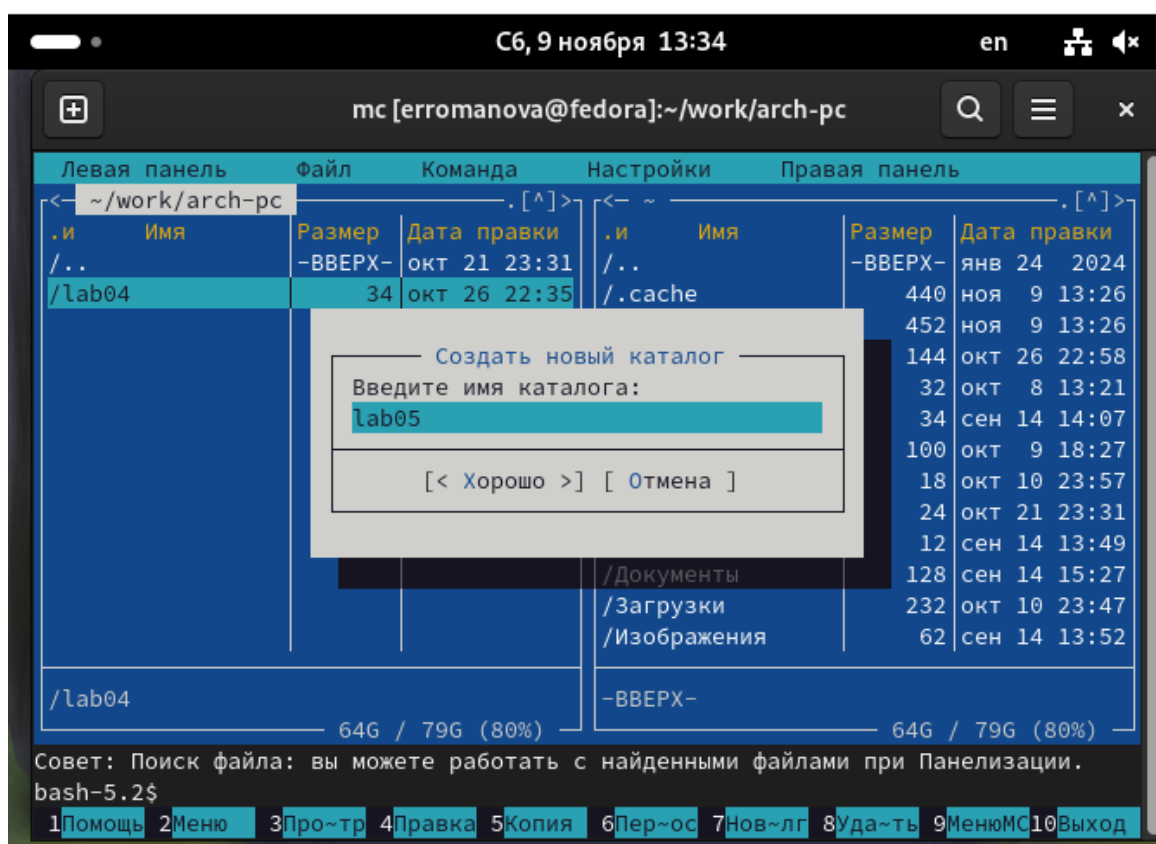 Сб, 9 ноября 13:34 en
mc [erromanova@fedora]:~/work/arch-pc
Левая панель Файл Команда Настройки Правая панель
<— ~/work/arch-pc .[^]> <— ~ .[^]>
.и Имя Размер Дата правки .и Имя Размер Дата правки
/.. -ВВЕРХ- окт 21 23:31 /.. -ВВЕРХ- янв 24 2024
/lab04 34 окт 26 22:35 /.cache 440 ноя 9 13:26
452 ноя 9 13:26
Создать новый каталог 144 окт 26 22:58
Введите имя каталога: 32 окт 8 13:21
lab05 34 сен 14 14:07
100 окт 9 18:27
[< Хорошо >] [ Отмена ] 18 окт 10 23:57
24 окт 21 23:31
12 сен 14 13:49
/Документы 128 сен 14 15:27
/Загрузки 232 окт 10 23:47
/Изображения 62 сен 14 13:52
/lab04 -ВВЕРХ-
64G / 79G (80%) 64G / 79G (80%)
Совет: Поиск файла: вы можете работать с найденными файлами при Панелизации.
bash-5.2$
1Помощь 2Меню 3Про~тр 4Правка 5Копия 6Пер~ос 7Нов~лг 8Уда~ть 9МенюMC10Выход